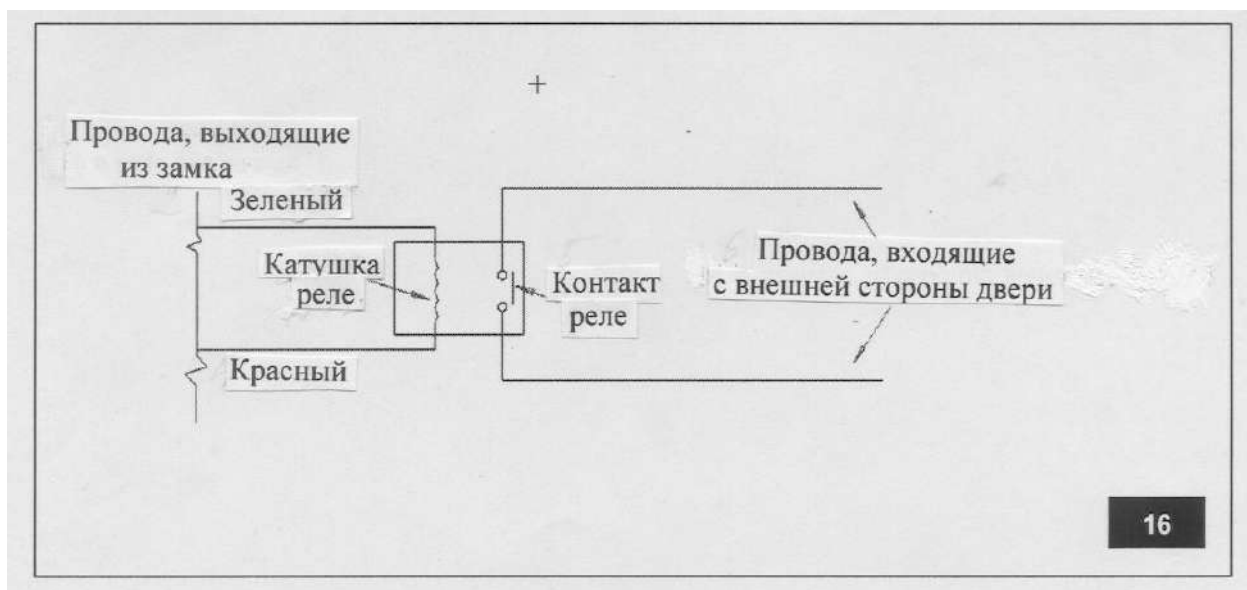 +
Провода, выходящие
из замка
Зеленый
Катушка
реле
Контакт
реле
Провода, входящие
с внешней стороны двери
Красный
16